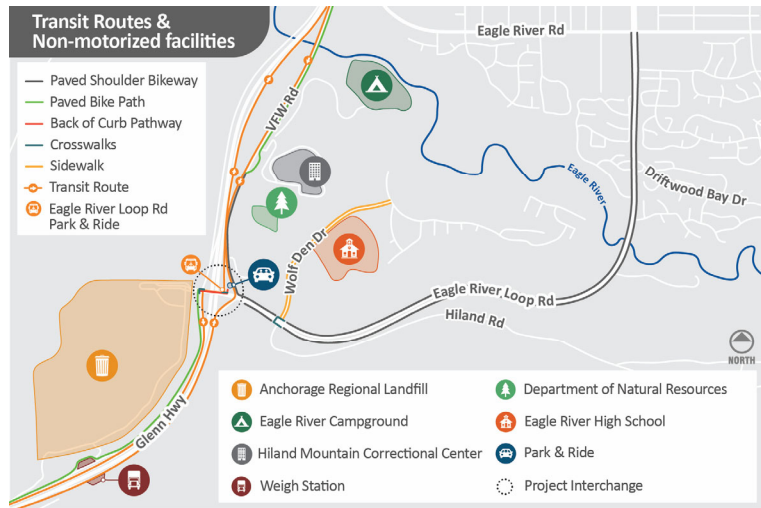 Transit Routes &
Non-motorized facilities
Paved Shoulder Bikeway
Paved Bike Path
Back of Curb Pathway
Crosswalks
Sidewalk
Transit Route
Eagle River Loop Rd
Park & Ride
Eagle River Rd
VFW Rd
Eagle River
Driftwood Bay Dr
Wolf Den Dr
Eagle River Loop Rd
Hiland Rd
NORTH
Glenn Hwy
Anchorage Regional Landfill
Eagle River Campground
Hiland Mountain Correctional Center
Weigh Station
Department of Natural Resources
Eagle River High School
Park & Ride
Project Interchange